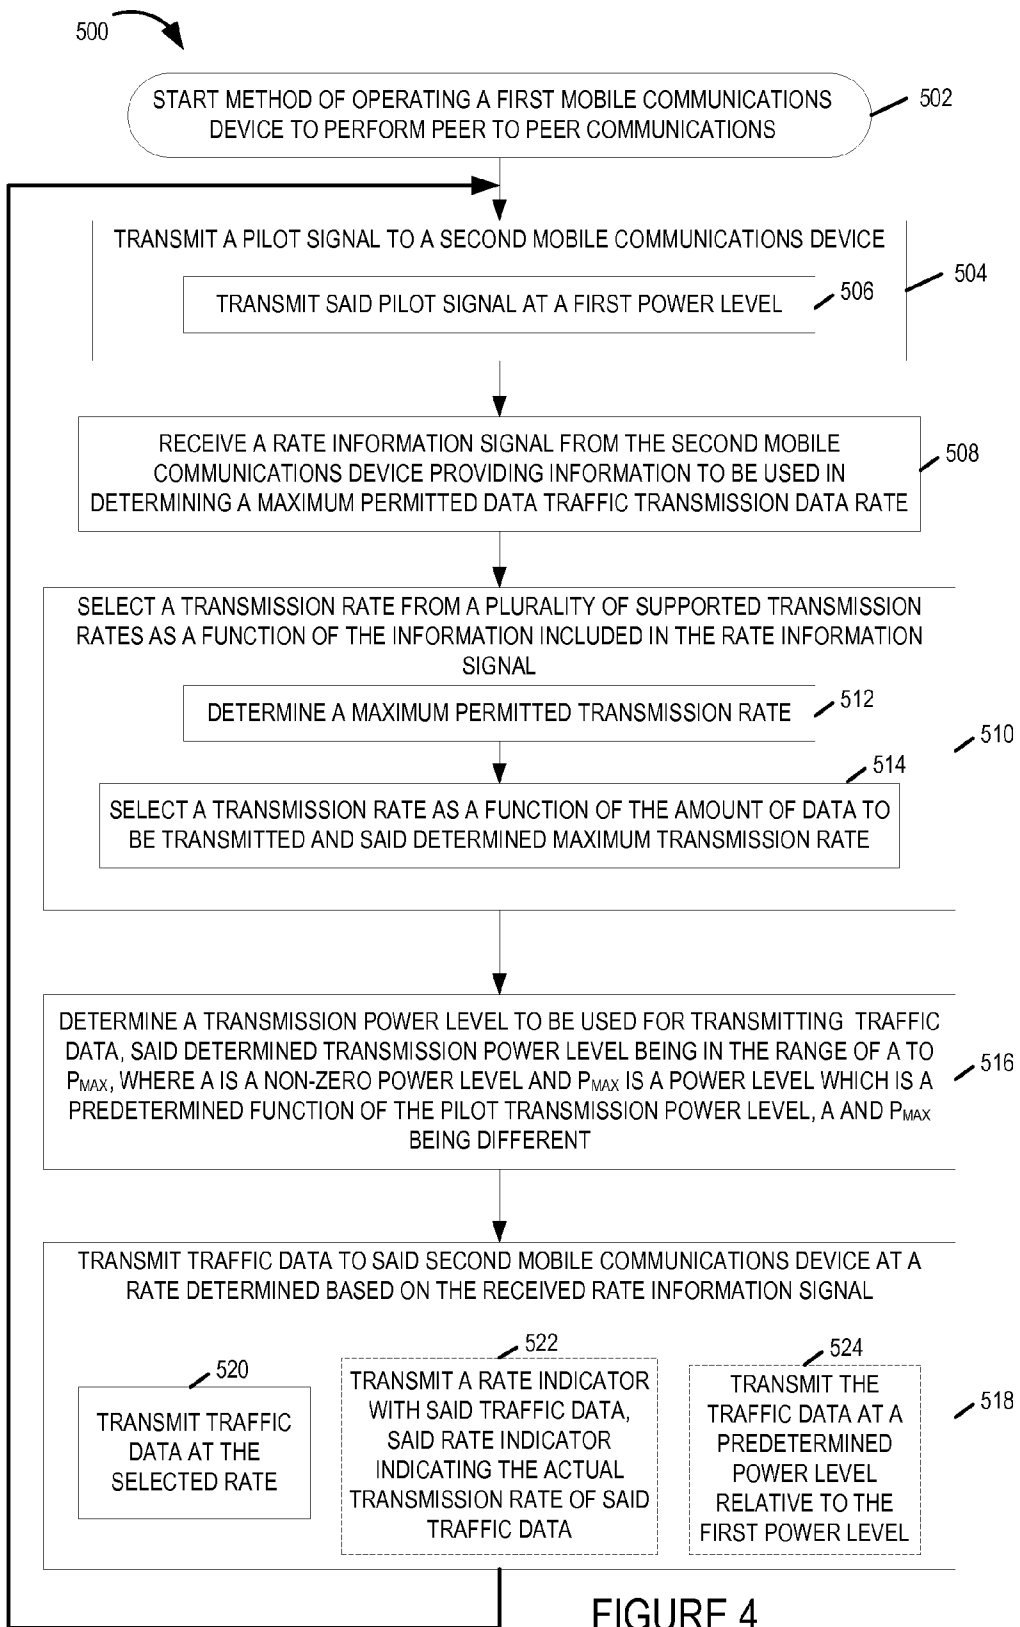 500
START METHOD OF OPERATING A FIRST MOBILE COMMUNICATIONS
DEVICE TO PERFORM PEER TO PEER COMMUNICATIONS
502
TRANSMIT A PILOT SIGNAL TO A SECOND MOBILE COMMUNICATIONS DEVICE
504
TRANSMIT SAID PILOT SIGNAL AT A FIRST POWER LEVEL
506
RECEIVE A RATE INFORMATION SIGNAL FROM THE SECOND MOBILE
COMMUNICATIONS DEVICE PROVIDING INFORMATION TO BE USED IN
DETERMINING A MAXIMUM PERMITTED DATA TRAFFIC TRANSMISSION DATA RATE
508
SELECT A TRANSMISSION RATE FROM A PLURALITY OF SUPPORTED TRANSMISSION
RATES AS A FUNCTION OF THE INFORMATION INCLUDED IN THE RATE INFORMATION
SIGNAL
DETERMINE A MAXIMUM PERMITTED TRANSMISSION RATE
512
510
514
SELECT A TRANSMISSION RATE AS A FUNCTION OF THE AMOUNT OF DATA TO
BE TRANSMITTED AND SAID DETERMINED MAXIMUM TRANSMISSION RATE
DETERMINE A TRANSMISSION POWER LEVEL TO BE USED FOR TRANSMITTING TRAFFIC
DATA, SAID DETERMINED TRANSMISSION POWER LEVEL BEING IN THE RANGE OF A TO
PMAX, WHERE A IS A NON-ZERO POWER LEVEL AND PMAX IS A POWER LEVEL WHICH IS A
PREDETERMINED FUNCTION OF THE PILOT TRANSMISSION POWER LEVEL, A AND PMAX
BEING DIFFERENT
516
TRANSMIT TRAFFIC DATA TO SAID SECOND MOBILE COMMUNICATIONS DEVICE AT A
RATE DETERMINED BASED ON THE RECEIVED RATE INFORMATION SIGNAL
520
TRANSMIT TRAFFIC
DATA AT THE
SELECTED RATE
522
TRANSMIT A RATE INDICATOR
WITH SAID TRAFFIC DATA,
SAID RATE INDICATOR
INDICATING THE ACTUAL
TRANSMISSION RATE OF SAID
TRAFFIC DATA
524
TRANSMIT THE
TRAFFIC DATA AT A
PREDETERMINED
POWER LEVEL
RELATIVE TO THE
FIRST POWER LEVEL
518
FIGURE 4